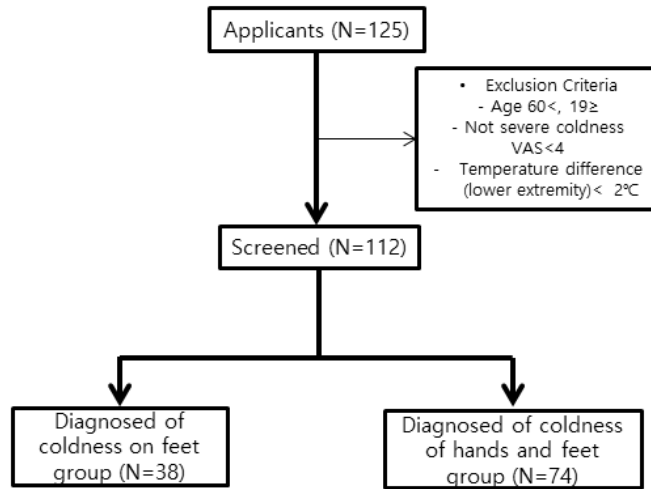 Applicants (N=125)
• Exclusion Criteria
- Age 60<, 19≥
- Not severe coldness
VAS<4
- Temperature difference
(lower extremity)< 2℃
Screened (N=112)
Diagnosed of
coldness on feet
group (N=38)
Diagnosed of coldness
of hands and feet
group (N=74)